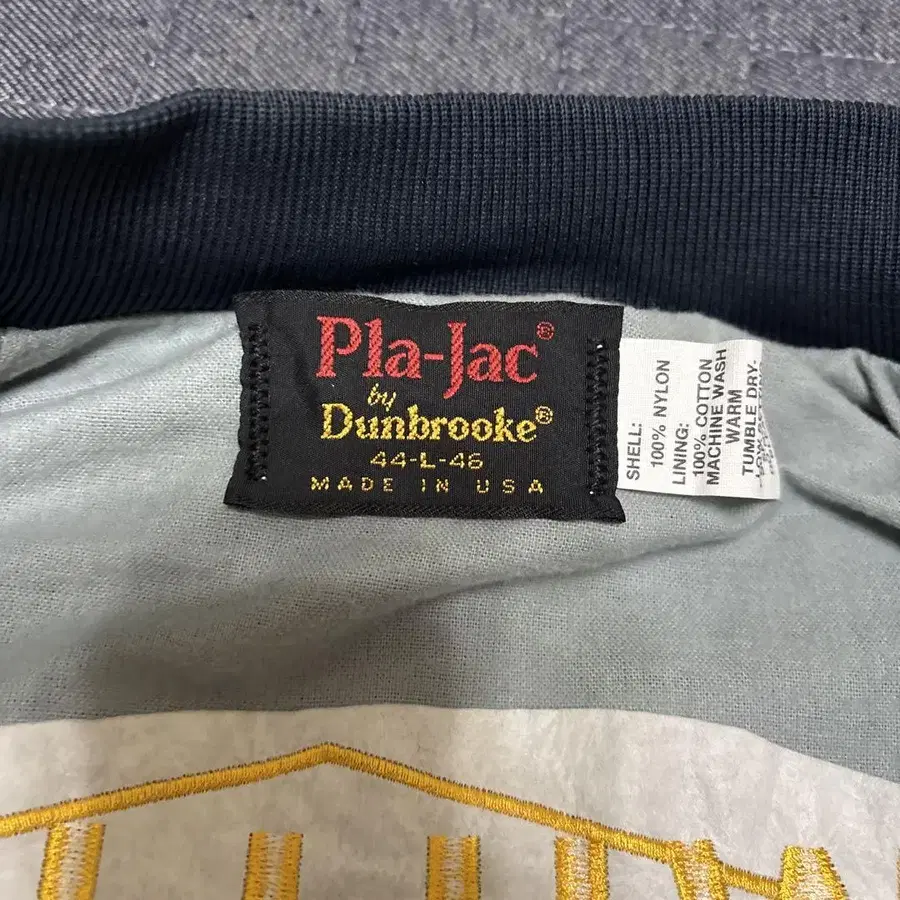 Pla-Jac®
by
Dunbrooke®
44-L-46
MADE IN USA
SHELL:
100% NYLON
LINING:
100% COTTON
MACHINE WASH
WARM
TUMBLE DRY-